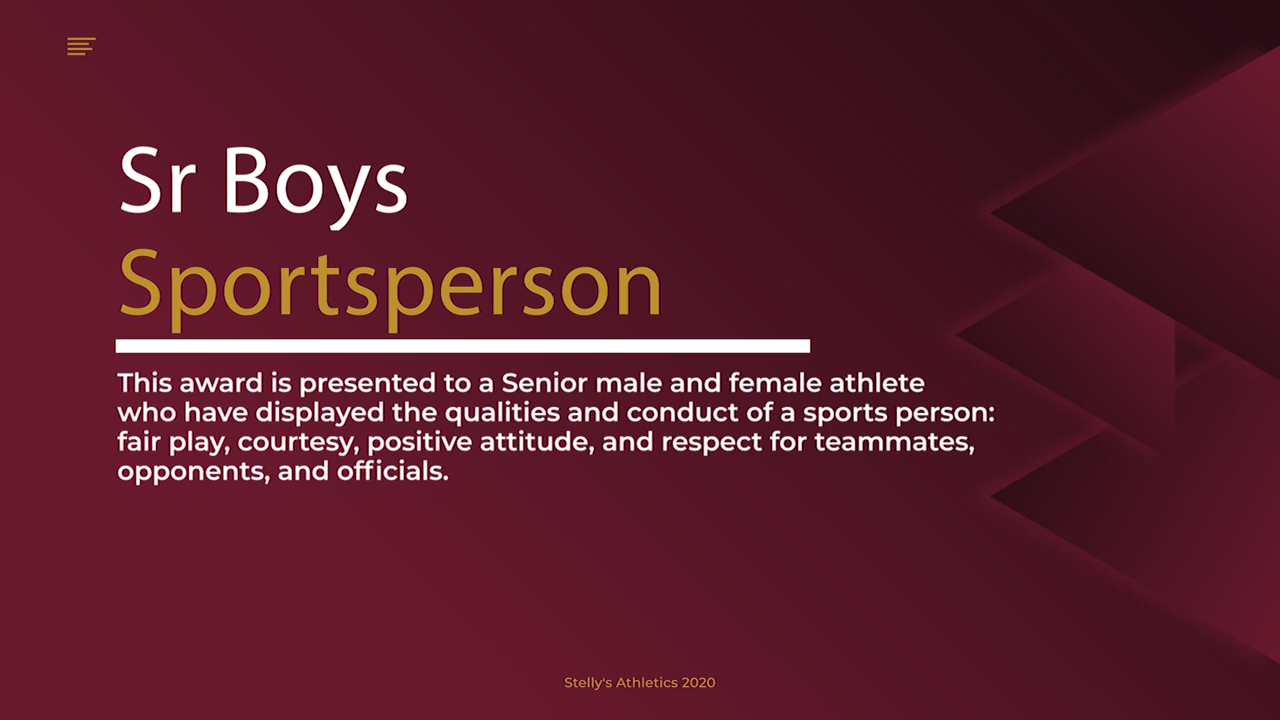 Sr Boys
Sportsperson
This award is presented to a Senior male and female athlete
who have displayed the qualities and conduct of a sports person:
fair play, courtesy, positive attitude, and respect for teammates,
opponents, and officials.
Stelly's Athletics 2020